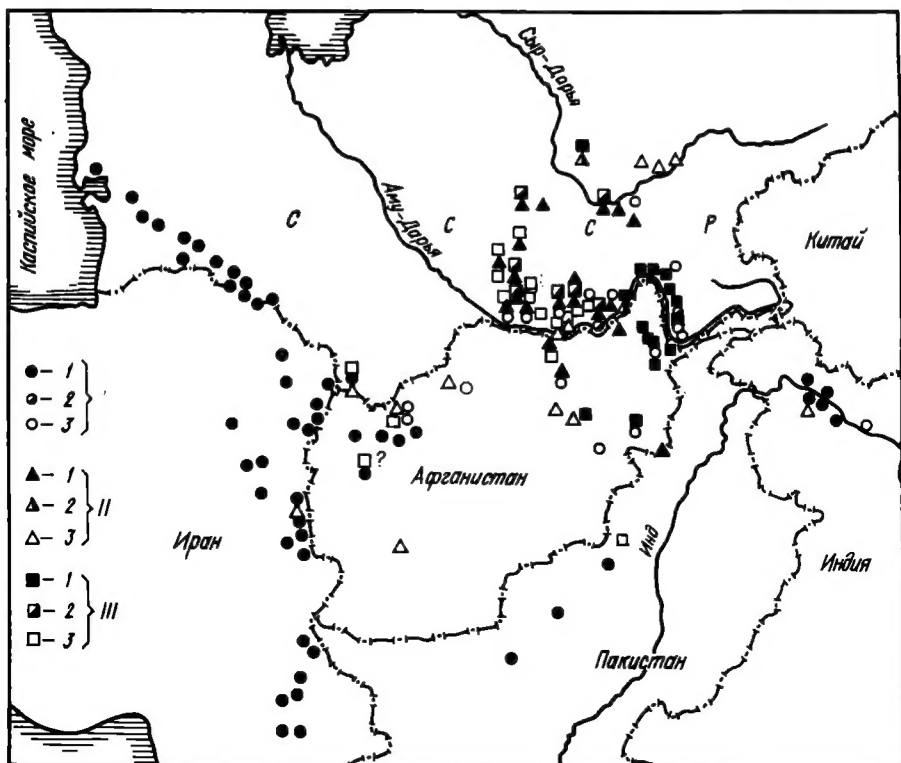 Каспийское море
Сыр-Дарья
Аму-Дарья
С С С Р
Китай
1
2
3
1
2 II
3
1
2 III
3
?
Афганистан
Иран
Инд
Индия
Пакистан